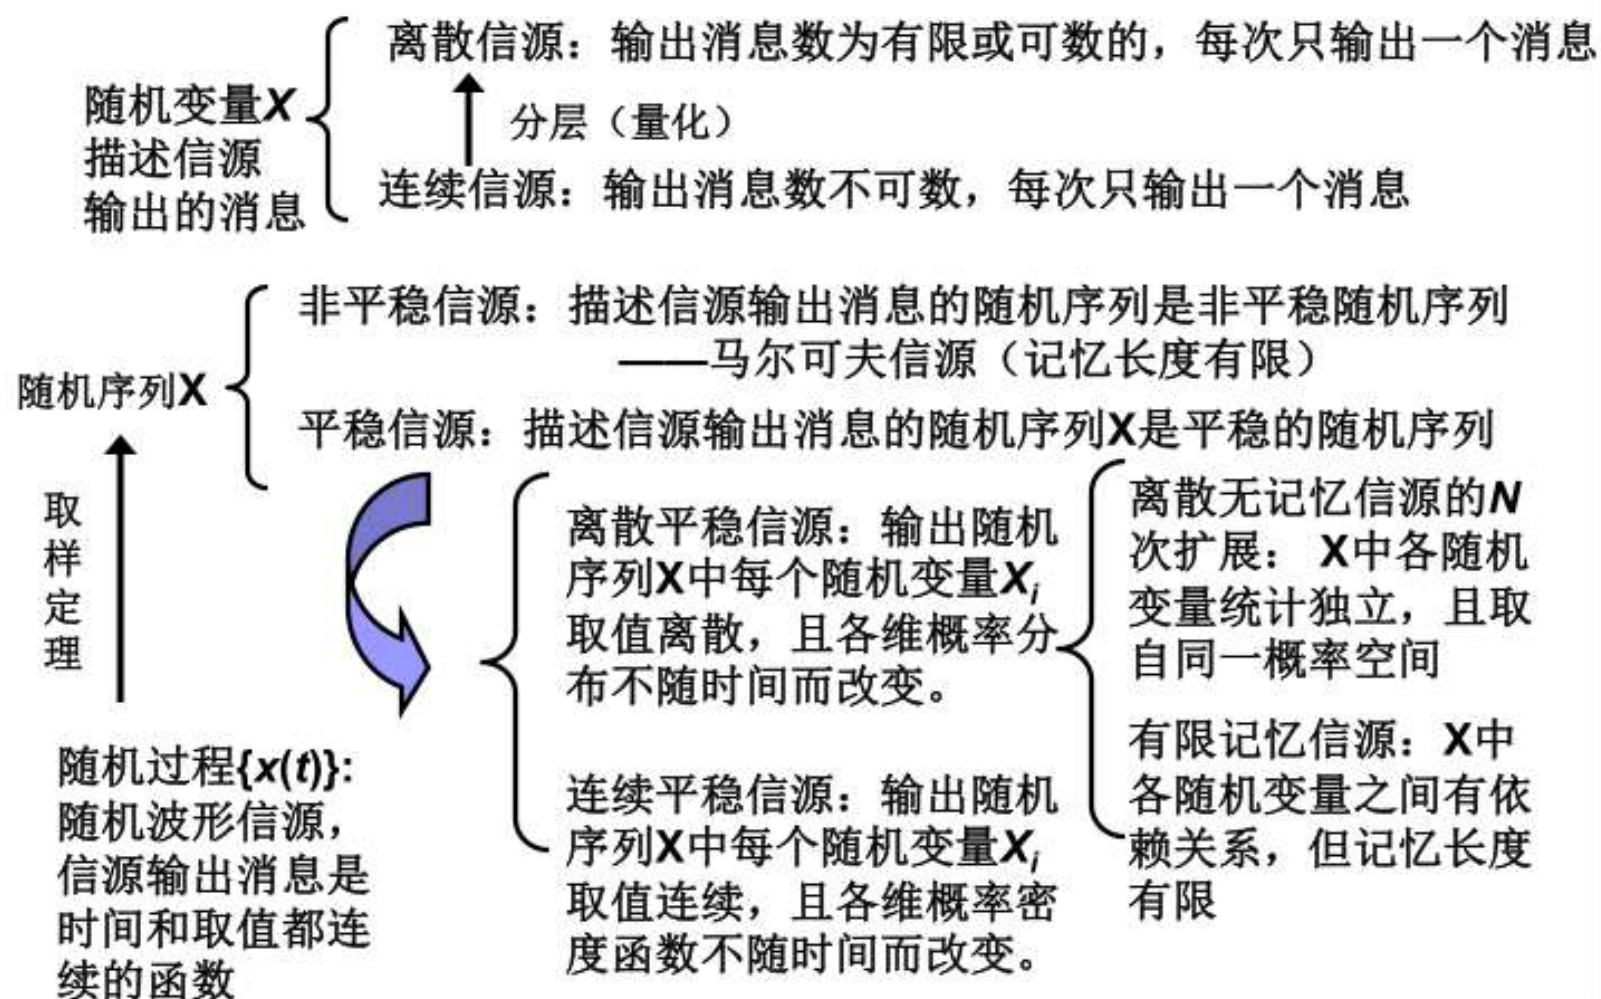 随机变量X
描述信源
输出的消息
离散信源：输出消息数为有限或可数的，每次只输出一个消息
分层（量化）
连续信源：输出消息数不可数，每次只输出一个消息
随机序列X
非平稳信源：描述信源输出消息的随机序列是非平稳随机序列
——马尔可夫信源（记忆长度有限）
平稳信源：描述信源输出消息的随机序列X是平稳的随机序列
取
样
定
理
随机过程{x(t)}:
随机波形信源，
信源输出消息是
时间和取值都连
续的函数
离散平稳信源：输出随机
序列X中每个随机变量Xi
取值离散，且各维概率分
布不随时间而改变。
连续平稳信源：输出随机
序列X中每个随机变量Xi
取值连续，且各维概率密
度函数不随时间而改变。
离散无记忆信源的N
次扩展： X中各随机
变量统计独立，且取
自同一概率空间
有限记忆信源：X中
各随机变量之间有依
赖关系，但记忆长度
有限